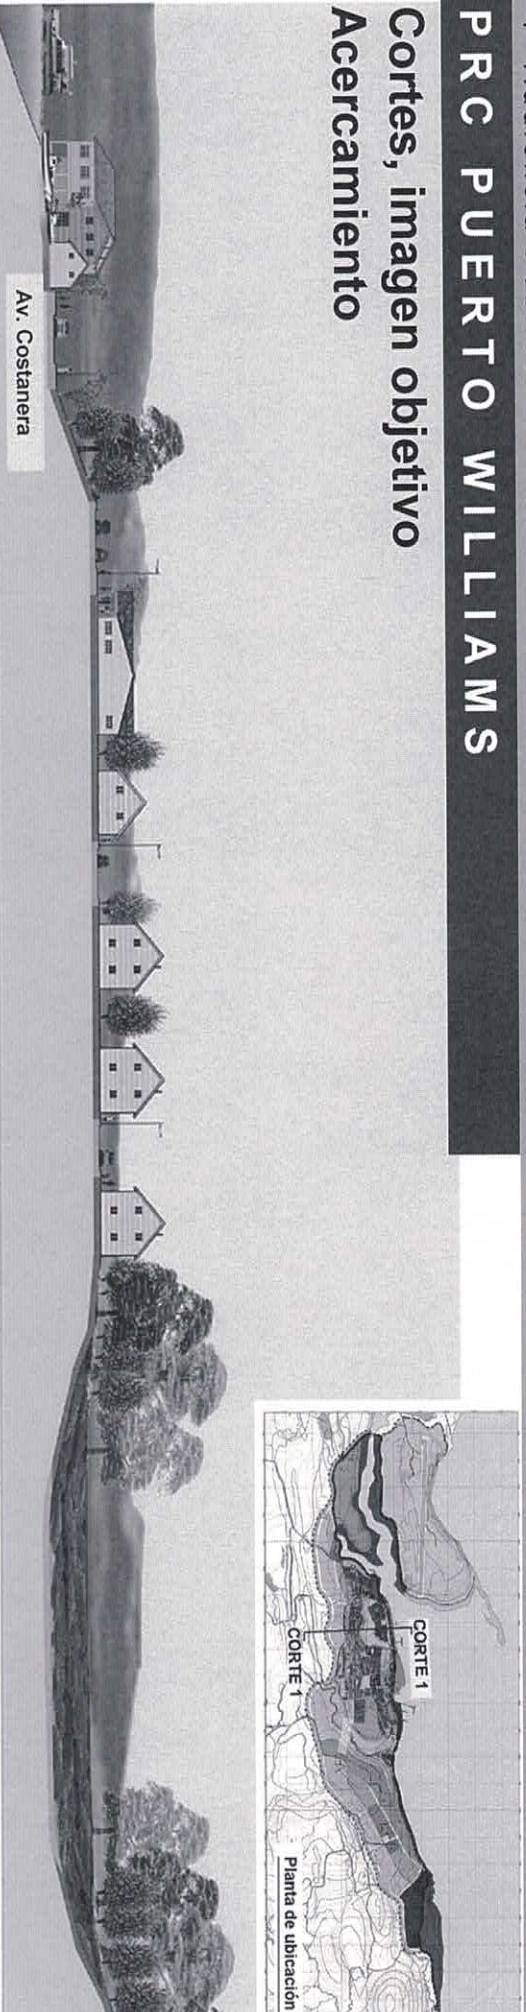 PRC PUERTO WILLIAMS
Cortes, imagen objetivo
Acercamiento
Av. Costanera
CORTE 1
CORTE 1
Planta de ubicación